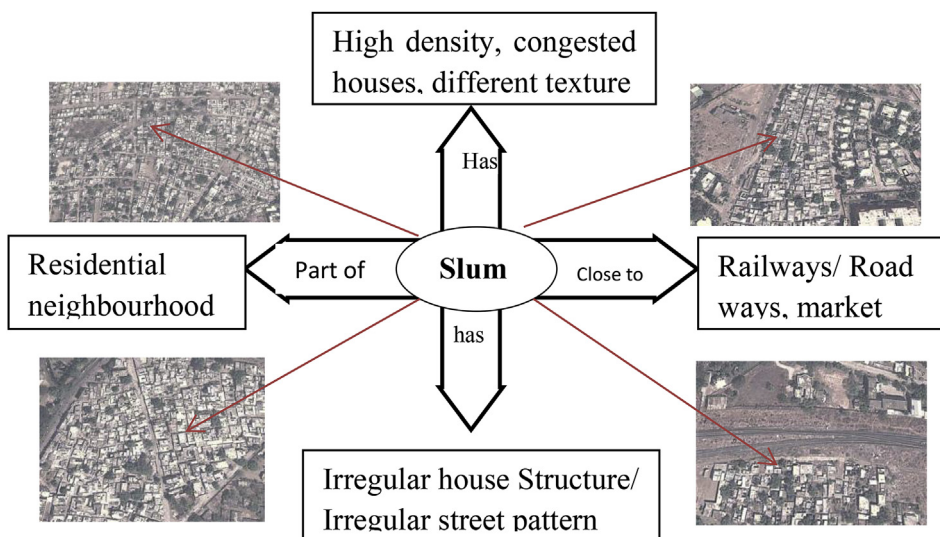 High density, congested
houses, different texture
Has
Residential
neighbourhood
Part of
Slum
Close to
Railways/ Road
ways, market
has
Irregular house Structure/
Irregular street pattern